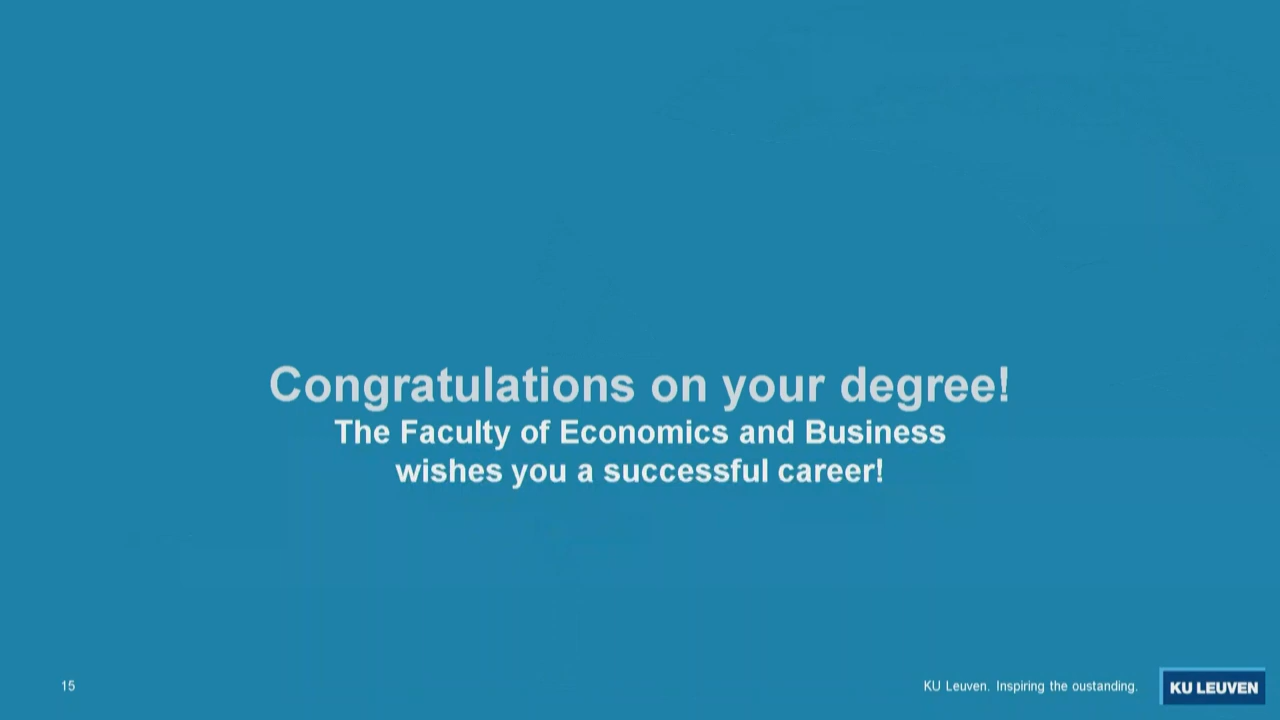 Congratulations on your degree!
The Faculty of Economics and Business
wishes you a successful career!
15
KU Leuven. Inspiring the oustanding.
KU LEUVEN